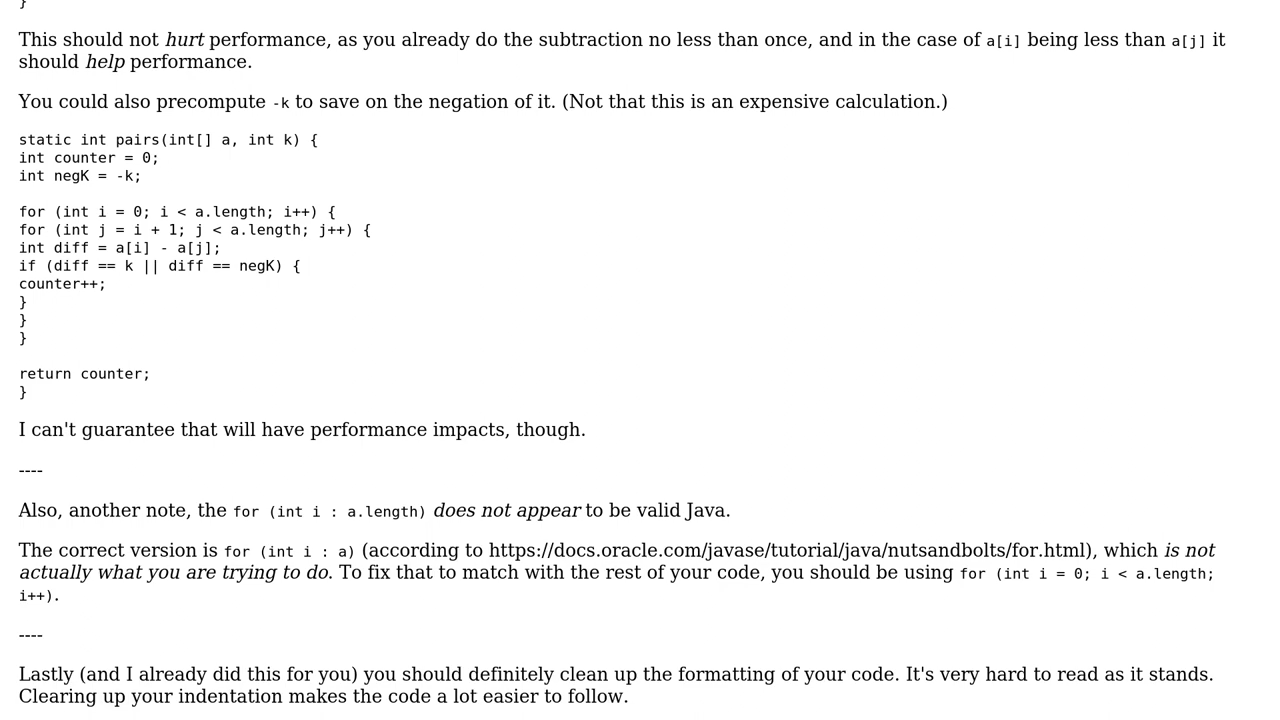 }
This should not hurt performance, as you already do the subtraction no less than once, and in the case of a[i] being less than a[j] it
should help performance.
You could also precompute -k to save on the negation of it. (Not that this is an expensive calculation.)
static int pairs(int[] a, int k) {
int counter = 0;
int negK = -k;
for (int i = 0; i < a.length; i++) {
for (int j = i + 1; j < a.length; j++) {
int diff = a[i] - a[j];
if (diff == k || diff == negK) {
counter++;
}
}
}
return counter;
}
I can't guarantee that will have performance impacts, though.
----
Also, another note, the for (int i : a.length) does not appear to be valid Java.
The correct version is for (int i : a) (according to https://docs.oracle.com/javase/tutorial/java/nutsandbolts/for.html), which is not
actually what you are trying to do. To fix that to match with the rest of your code, you should be using for (int i = 0; i < a.length;
i++).
----
Lastly (and I already did this for you) you should definitely clean up the formatting of your code. It's very hard to read as it stands.
Clearing up your indentation makes the code a lot easier to follow.